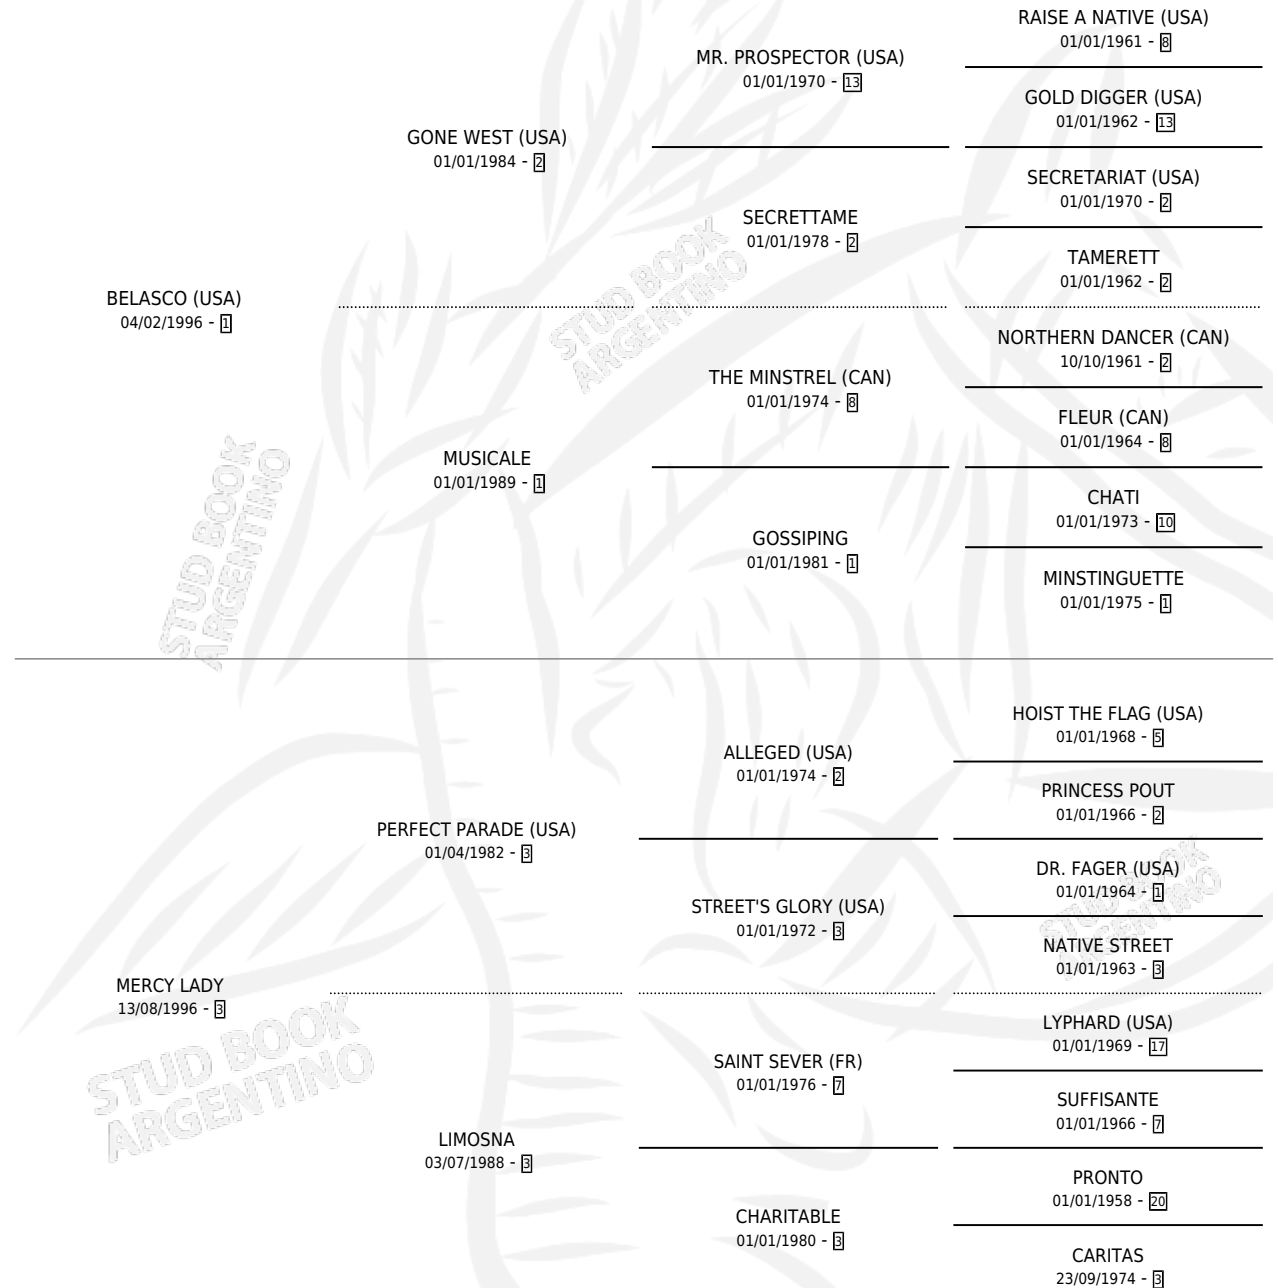 RAISE A NATIVE (USA)
01/01/1961 - 8
MR. PROSPECTOR (USA)
01/01/1970 - 13
GOLD DIGGER (USA)
01/01/1962 - 13
GONE WEST (USA)
01/01/1984 - 2
SECRETARIAT (USA)
01/01/1970 - 2
SECRETTAME
01/01/1978 - 2
TAMERETT
01/01/1962 - 2
BELASCO (USA)
04/02/1996 - 1
NORTHERN DANCER (CAN)
10/10/1961 - 2
THE MINSTREL (CAN)
01/01/1974 - 8
FLEUR (CAN)
01/01/1964 - 8
MUSICALE
01/01/1989 - 1
CHATI
01/01/1973 - 10
GOSSIPING
01/01/1981 - 1
MINSTINGUETTE
01/01/1975 - 1
HOIST THE FLAG (USA)
01/01/1968 - 5
ALLEGED (USA)
01/01/1974 - 2
PRINCESS POUT
01/01/1966 - 2
PERFECT PARADE (USA)
01/04/1982 - 3
DR. FAGER (USA)
01/01/1964 - 1
STREET'S GLORY (USA)
01/01/1972 - 3
NATIVE STREET
01/01/1963 - 3
MERCY LADY
13/08/1996 - 3
LYPHARD (USA)
01/01/1969 - 17
SAINT SEVER (FR)
01/01/1976 - 7
SUFFISANTE
01/01/1966 - 7
LIMOSNA
03/07/1988 - 3
PRONTO
01/01/1958 - 20
CHARITABLE
01/01/1980 - 3
CARITAS
23/09/1974 - 3
STUD BOOK
ARGENTINO
STUD BOOK
ARGENTINO
STUD BOOK
ARGENTINO
STUD BOOK
ARGENTINO